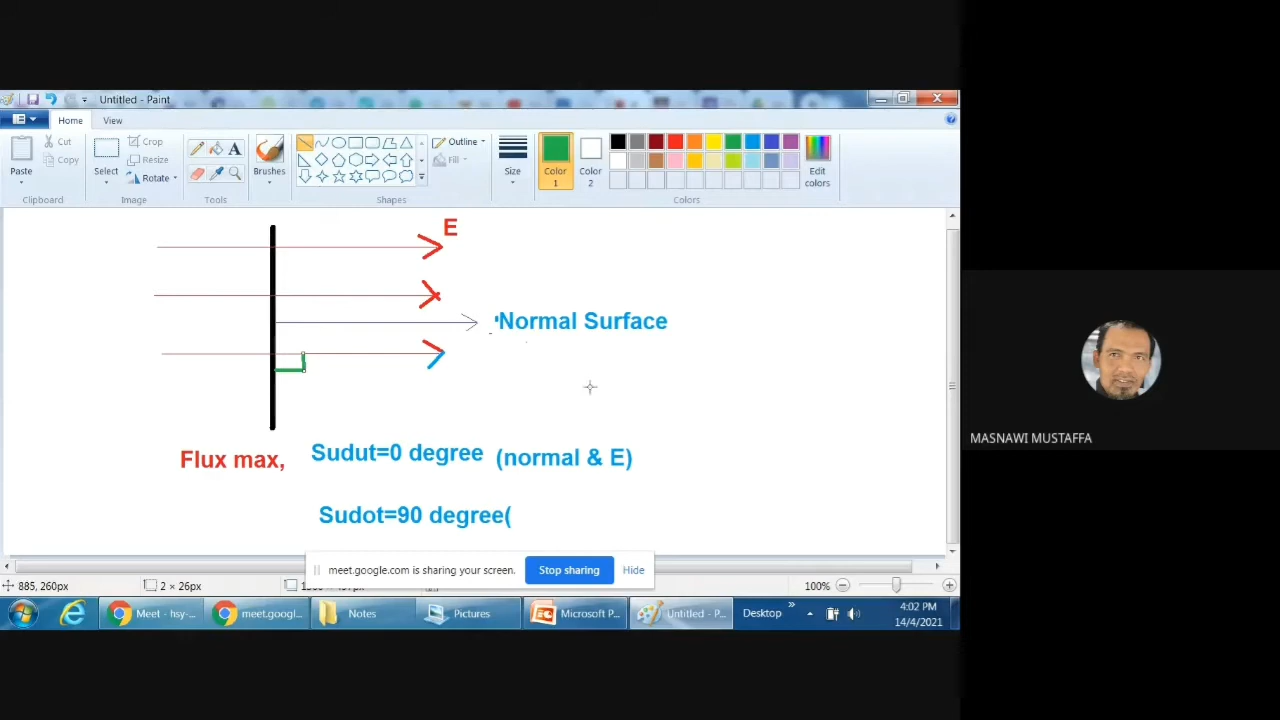 Untitled - Paint
Home
View
Paste
Cut
Copy
Clipboard
Select
Crop
Resize
Rotate
Image
A
Tools
Brushes
Shapes
Outline
Fill
Size
Color
1
Color
2
Colors
Edit
colors
E
Normal Surface
Flux max,
Sudut=0 degree
(normal & E)
Sudot=90 degree(
MASNAWI MUSTAFFA
meet.google.com is sharing your screen.
Stop sharing
Hide
885, 260px
2 × 26px
100%
Meet - hsy-...
meet.googl...
Notes
Pictures
Microsoft P...
Untitled - P...
Desktop
4:02 PM
14/4/2021